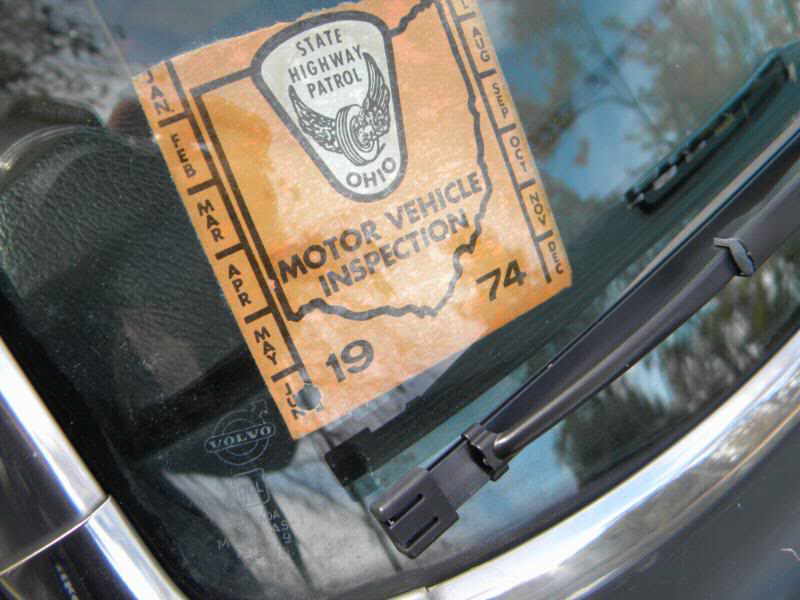 STATE
HIGHWAY
PATROL
OHIO
MOTOR VEHICLE
INSPECTION
19 74
JAN
FEB
MAR
APR
MAY
JUN
AUG
SEP
OCT
NOV
DEC
VOLVO